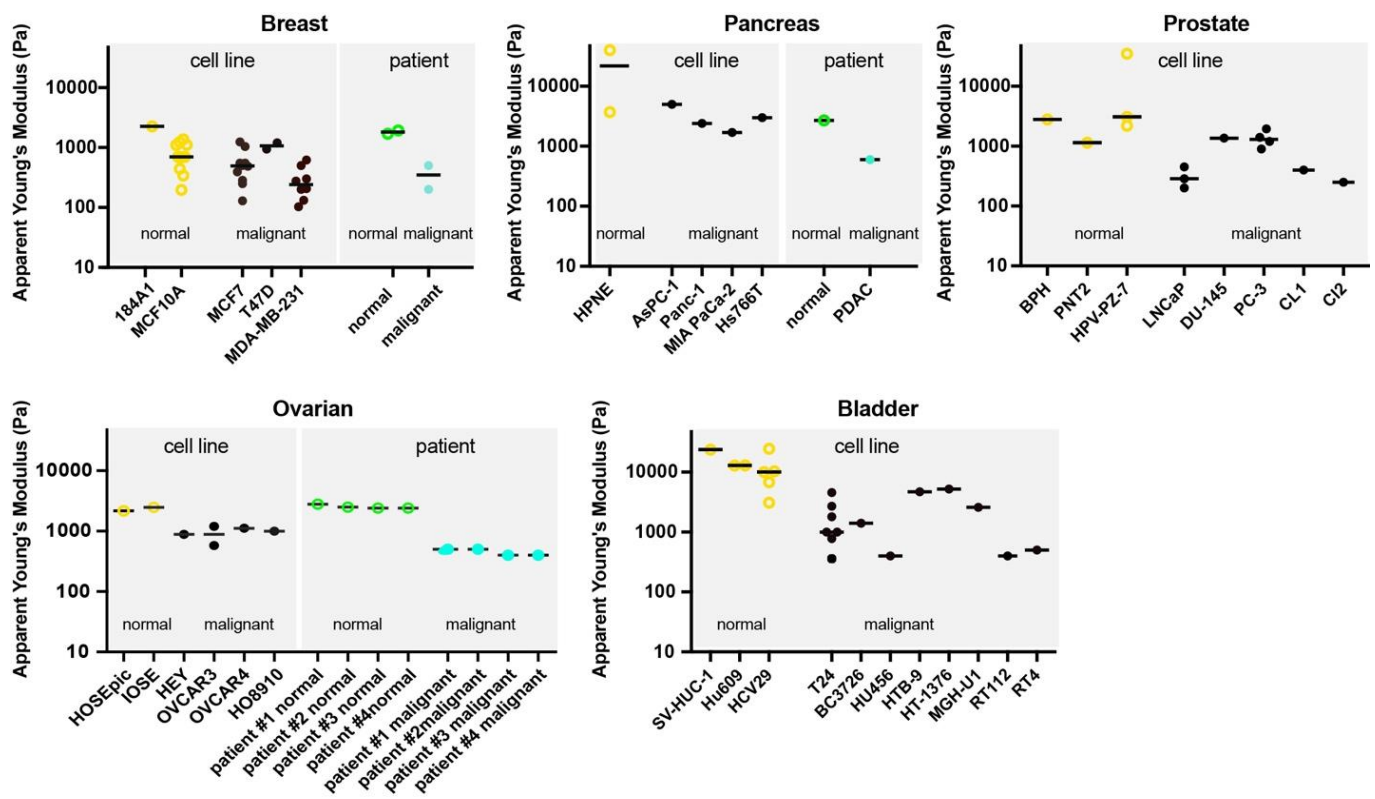 Breast
Apparent Young's Modulus (Pa)
cell line
patient
10000
1000
100
10
normal
malignant
normal
malignant
184A1
MCF10A
MCF7
T47D
MDA-MB-231
normal
malignant
Pancreas
Apparent Young's Modulus (Pa)
cell line
patient
10000
1000
100
10
normal
malignant
normal
malignant
HPNE
AsPC-1
Panc-1
MIA PaCa-2
Hs766T
normal
PDAC
Prostate
Apparent Young's Modulus (Pa)
cell line
10000
1000
100
10
normal
malignant
BPH
PNT2
HPV-PZ-7
LNCaP
DU-145
PC-3
CL1
Cl2
Ovarian
Apparent Young's Modulus (Pa)
cell line
patient
10000
1000
100
10
normal
malignant
normal
malignant
HOSEpic
IOSE
HEY
OVCAR3
OVCAR4
HO8910
patient #1 normal
patient #2 normal
patient #3 normal
patient #4normal
patient #1 malignant
patient #2malignant
patient #3 malignant
patient #4 malignant
Bladder
Apparent Young's Modulus (Pa)
cell line
10000
1000
100
10
normal
malignant
SV-HUC-1
Hu609
HCV29
T24
BC3726
HU456
HTB-9
HT-1376
MGH-U1
RT112
RT4